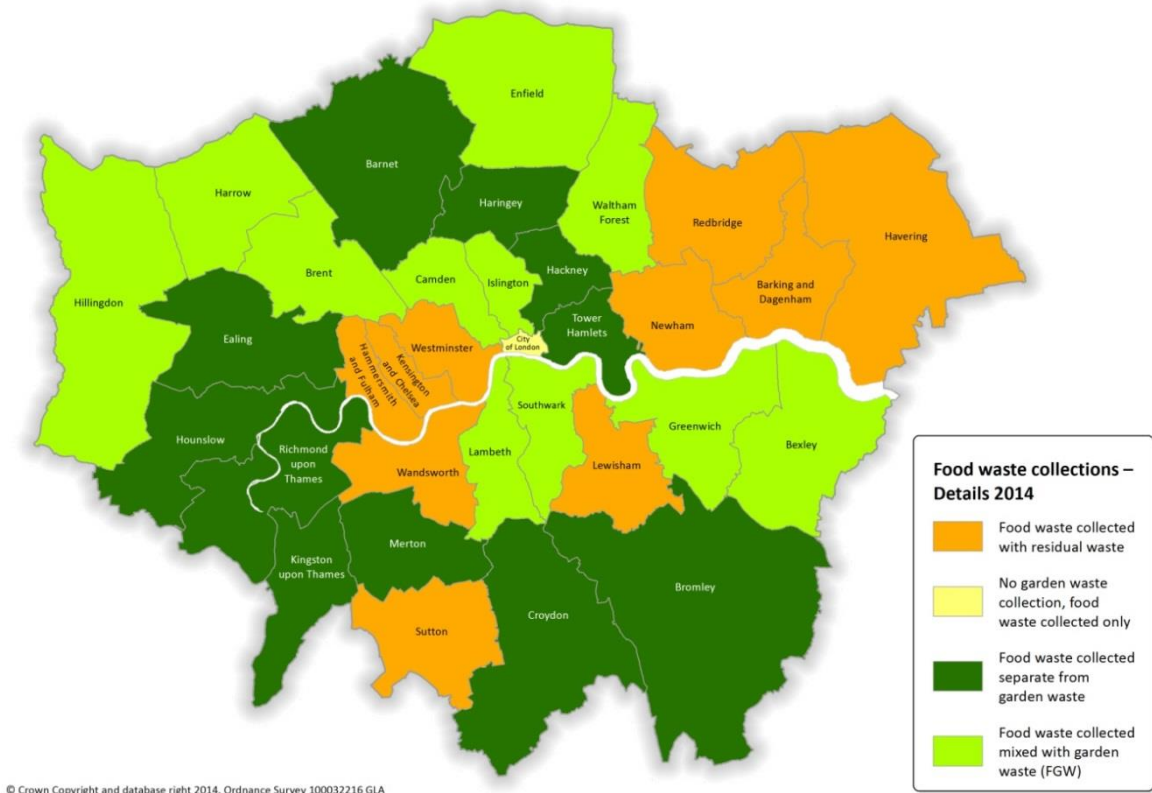 Enfield
Barnet
Harrow
Haringey
Waltham
Forest
Redbridge
Havering
Hillingdon
Brent
Camden
Islington
Hackney
Barking and
Dagenham
Ealing
Tower
Hamlets
Newham
City
of London
Westminster
Kensington
and Chelsea
Hammersmith
and Fulham
Hounslow
Richmond
upon
Thames
Wandsworth
Lambeth
Southwark
Lewisham
Greenwich
Bexley
Kingston
upon Thames
Merton
Sutton
Croydon
Bromley
Food waste collections –
Details 2014
Food waste collected
with residual waste
No garden waste
collection, food
waste collected only
Food waste collected
separate from
garden waste
Food waste collected
mixed with garden
waste (FGW)
© Crown Copyright and database right 2014. Ordnance Survey 100032216 GLA